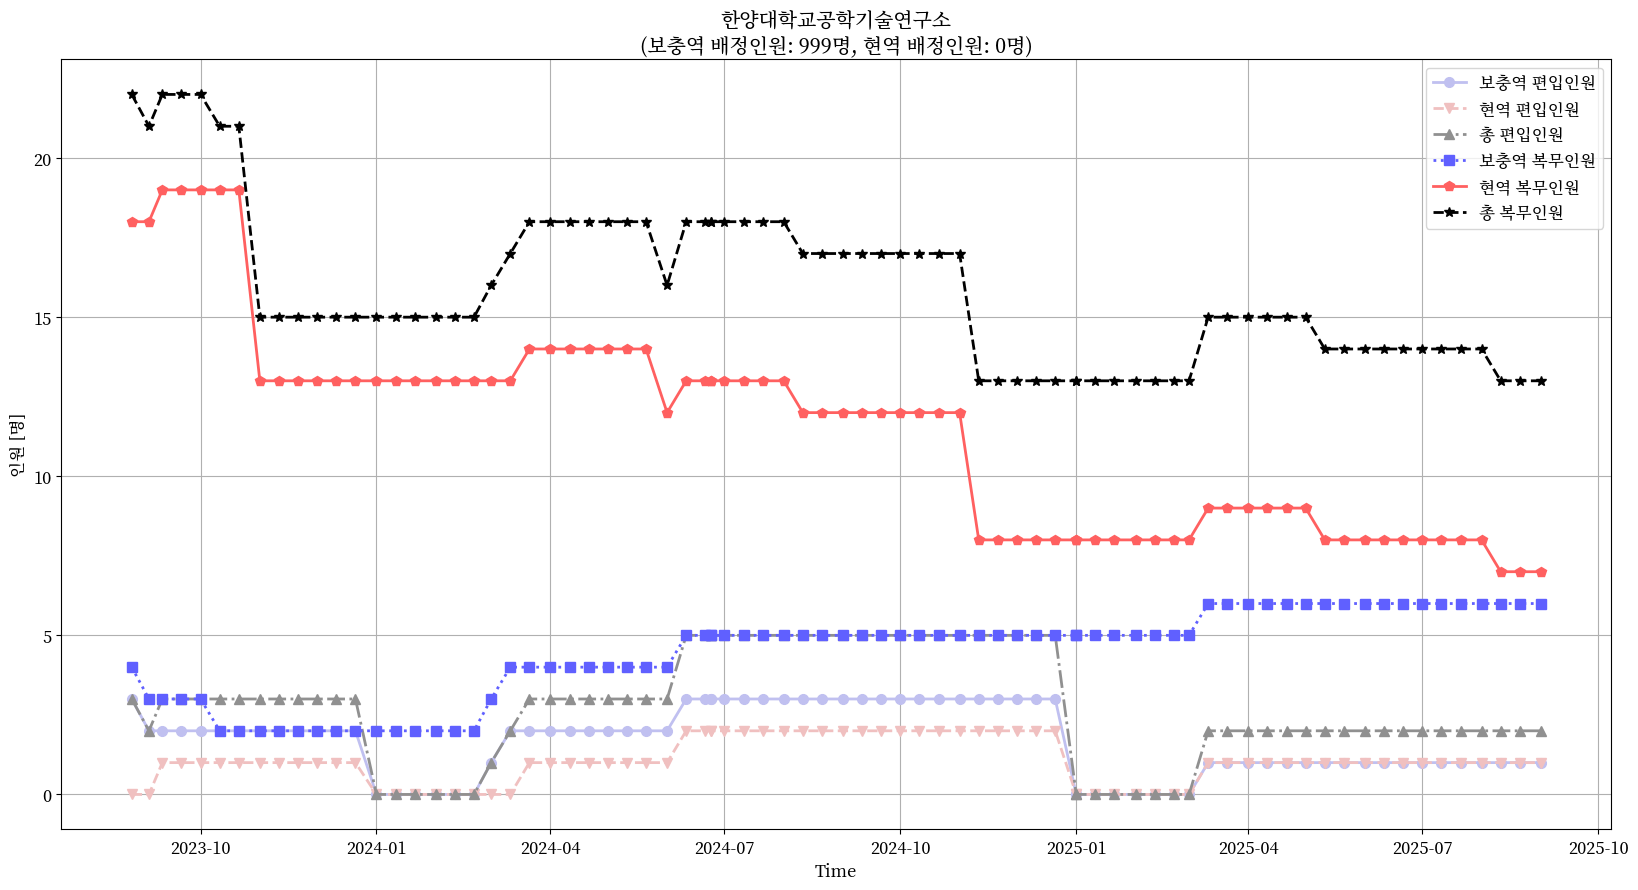 한양대학교공학기술연구소
(보충역 배정인원: 999명, 현역 배정인원: 0명)
보충역 편입인원
현역 편입인원
총 편입인원
보충역 복무인원
현역 복무인원
총 복무인원
인원 [명]
20
15
10
5
0
2023-10
2024-01
2024-04
2024-07
2024-10
2025-01
2025-04
2025-07
2025-10
Time